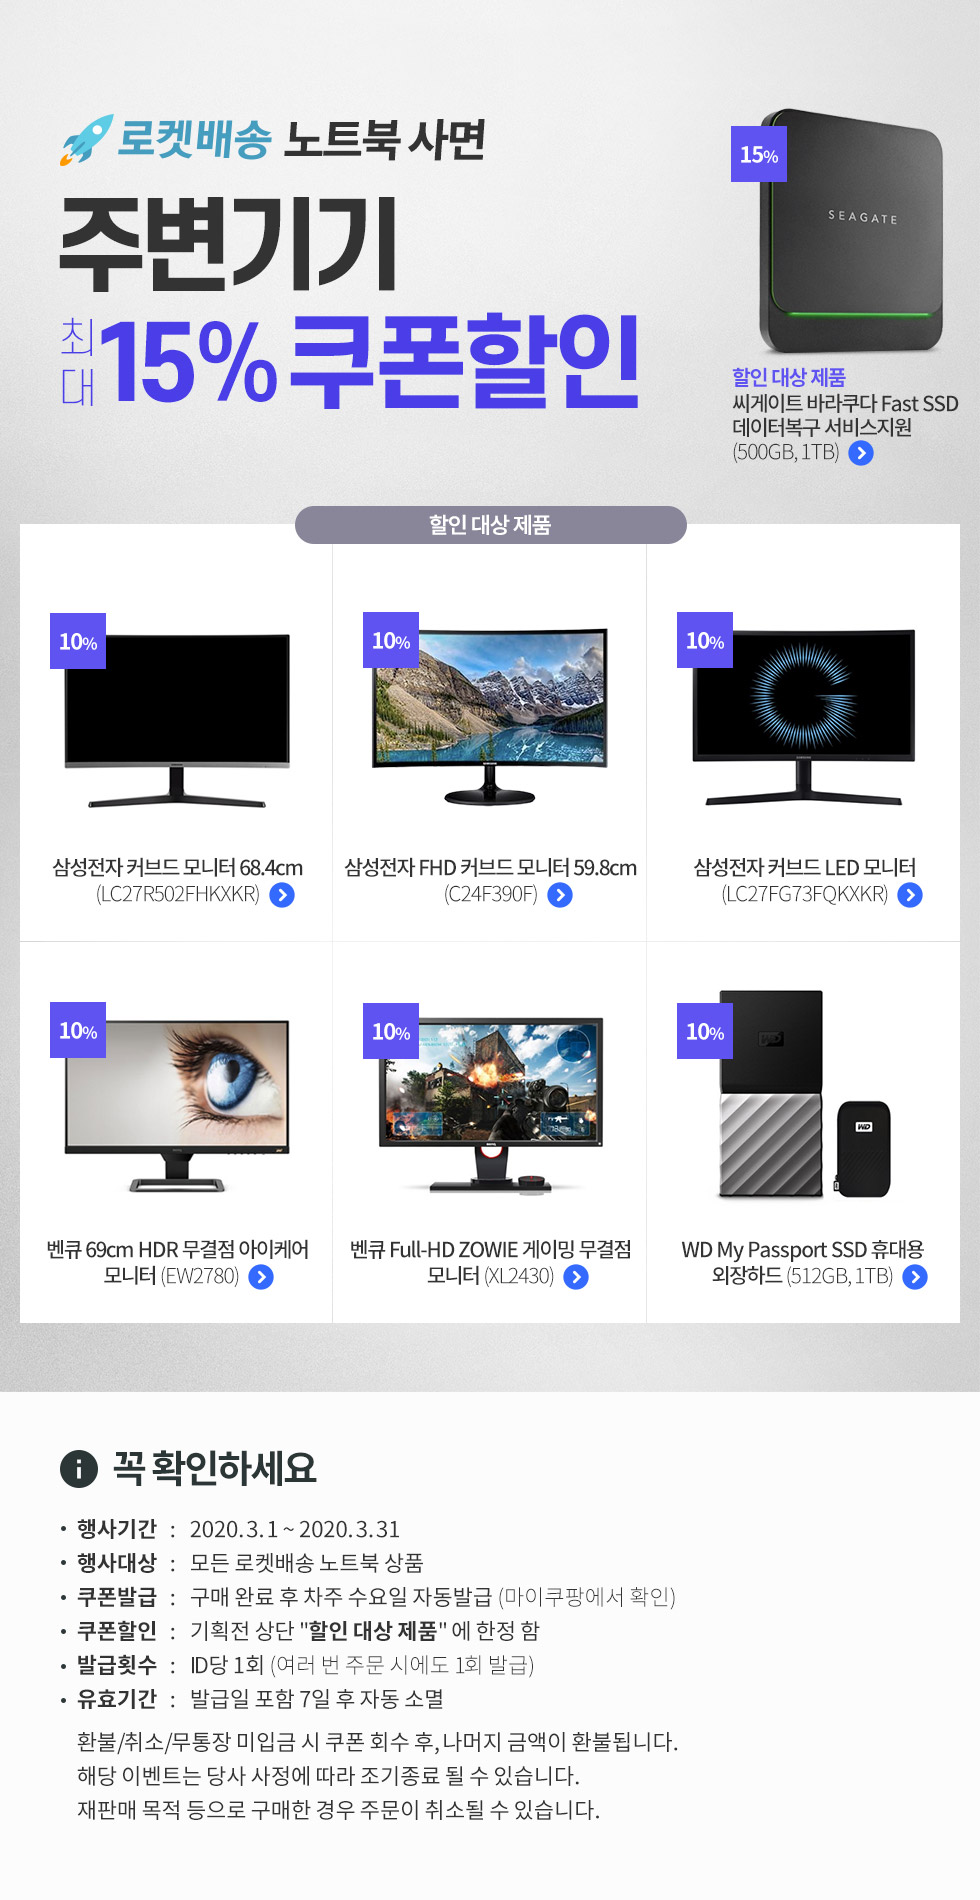 로켓배송 노트북 사면
주변기기
최대 15% 쿠폰할인
15%
SEAGATE
할인 대상 제품
씨게이트 바라쿠다 Fast SSD
데이터복구 서비스지원
(500GB, 1TB)
할인 대상 제품
10%
10%
10%
삼성전자 커브드 모니터 68.4cm
(LC27R502FHKXKR)
삼성전자 FHD 커브드 모니터 59.8cm
(C24F390F)
삼성전자 커브드 LED 모니터
(LC27FG73FQKXKR)
10%
10%
10%
WD
WD
벤큐 69cm HDR 무결점 아이케어
모니터 (EW2780)
벤큐 Full-HD ZOWIE 게이밍 무결점
모니터 (XL2430)
WD My Passport SSD 휴대용
외장하드 (512GB, 1TB)
꼭 확인하세요
• 행사기간 : 2020. 3. 1 ~ 2020. 3. 31
• 행사대상 : 모든 로켓배송 노트북 상품
• 쿠폰발급 : 구매 완료 후 차주 수요일 자동발급 (마이쿠팡에서 확인)
• 쿠폰할인 : 기획전 상단 "할인 대상 제품" 에 한정 함
• 발급횟수 : ID당 1회 (여러 번 주문 시에도 1회 발급)
• 유효기간 : 발급일 포함 7일 후 자동 소멸
환불/취소/무통장 미입금 시 쿠폰 회수 후, 나머지 금액이 환불됩니다.
해당 이벤트는 당사 사정에 따라 조기종료 될 수 있습니다.
재판매 목적 등으로 구매한 경우 주문이 취소될 수 있습니다.